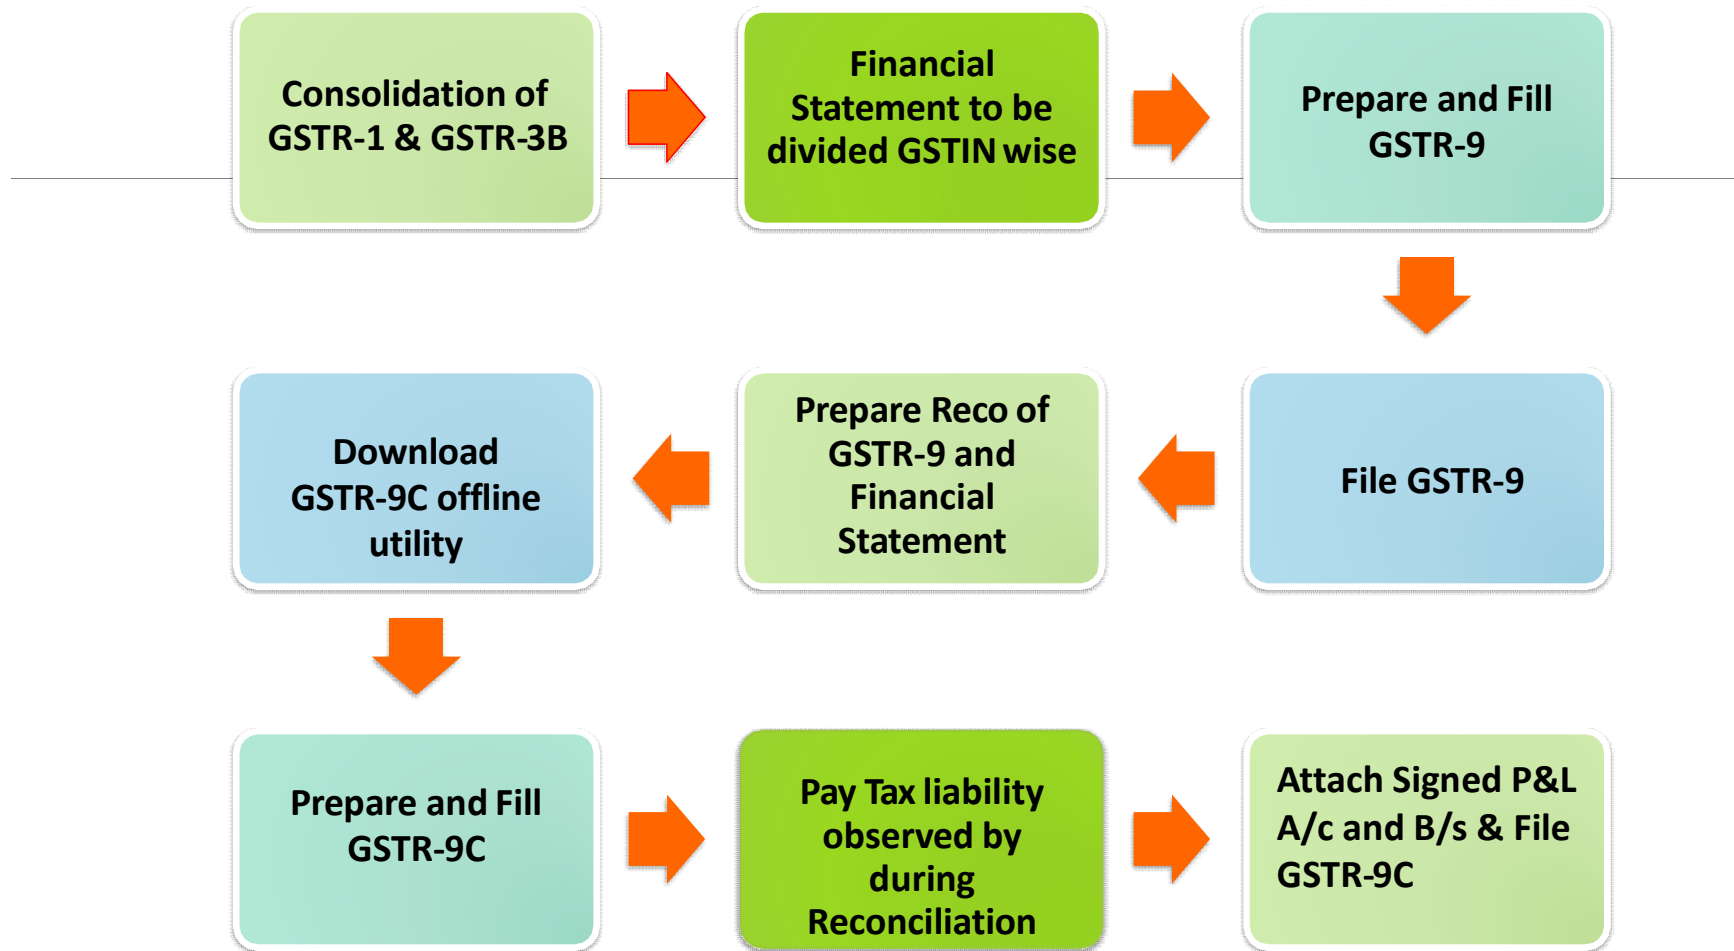 Consolidation of
GSTR-1 & GSTR-3B
Financial
Statement to be
divided GSTIN wise
Prepare and Fill
GSTR-9
File GSTR-9
Prepare Reco of
GSTR-9 and
Financial
Statement
Download
GSTR-9C offline
utility
Prepare and Fill
GSTR-9C
Pay Tax liability
observed by
during
Reconciliation
Attach Signed P&L
A/c and B/s & File
GSTR-9C